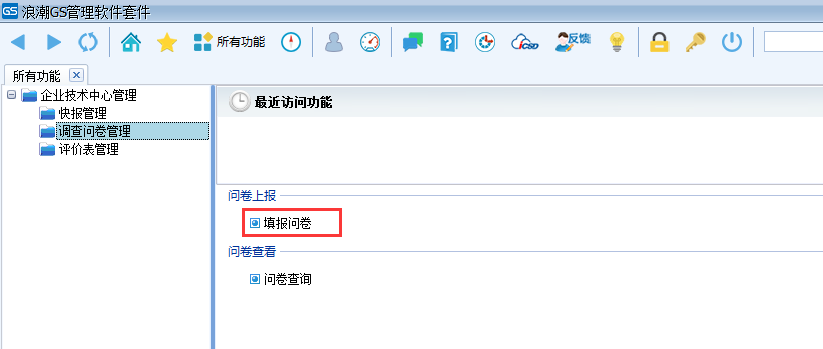 GS 浪潮GS管理软件套件
所有功能 iCSD 反馈
所有功能
企业技术中心管理
快报管理
调查问卷管理
评价表管理
最近访问功能
问卷上报
填报问卷
问卷查看
问卷查询